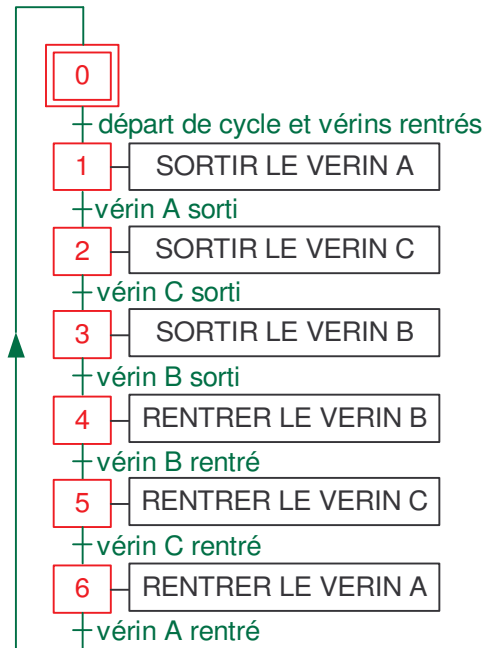 0
départ de cycle et vérins rentrés
1 SORTIR LE VERIN A
vérin A sorti
2 SORTIR LE VERIN C
vérin C sorti
3 SORTIR LE VERIN B
vérin B sorti
4 RENTRER LE VERIN B
vérin B rentré
5 RENTRER LE VERIN C
vérin C rentré
6 RENTRER LE VERIN A
vérin A rentré